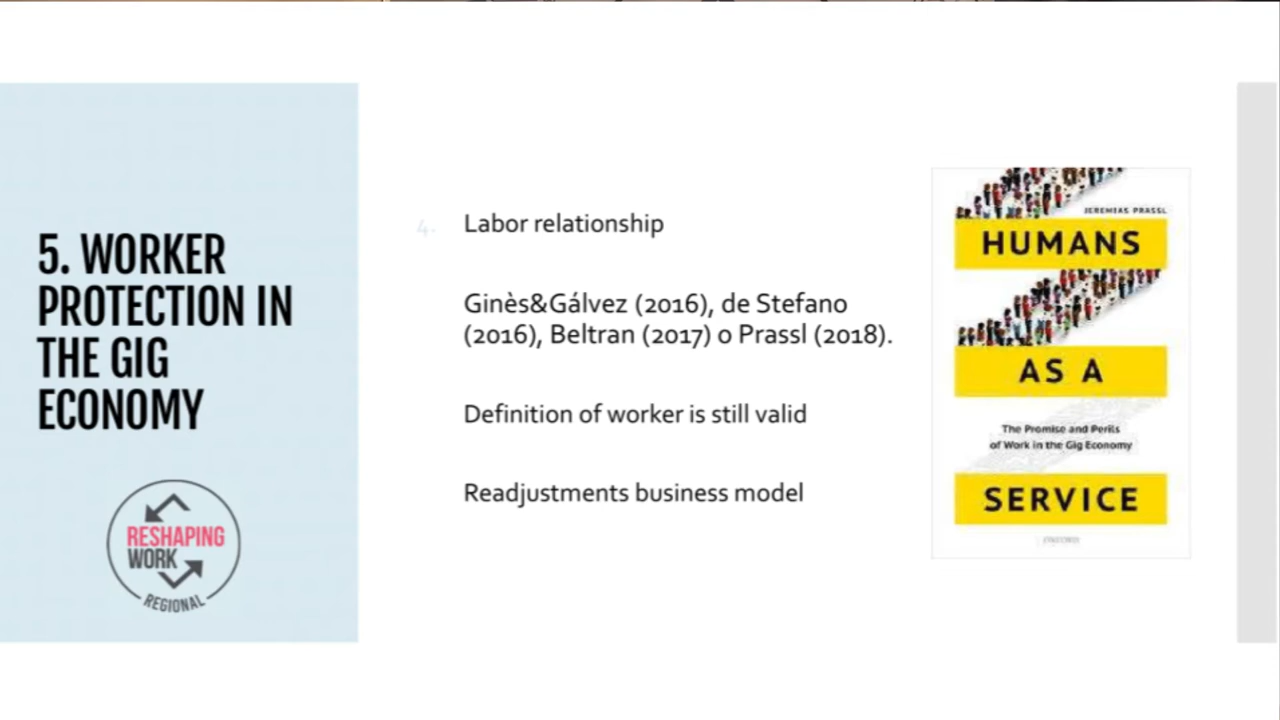 5. WORKER
PROTECTION IN
THE GIG
ECONOMY
RESHAPING
WORK
REGIONAL
4. Labor relationship
Ginès&Gálvez (2016), de Stefano
(2016), Beltran (2017) o Prassl (2018).
Definition of worker is still valid
Readjustments business model
JEREMIAS PRASSL
HUMANS
AS A
The Promise and Perils
of Work in the Gig Economy
SERVICE